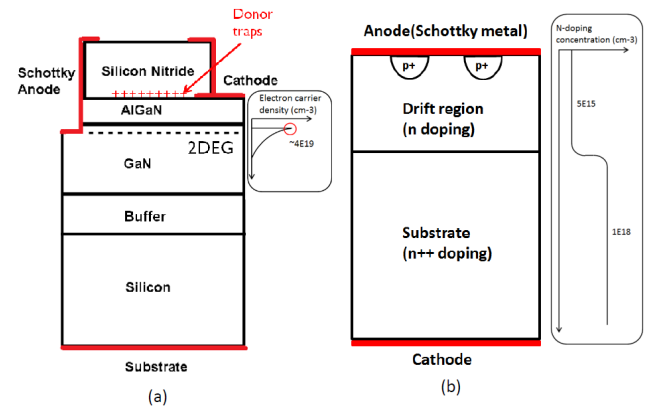 Donor
traps
Silicon Nritride
Schottky
Anode
Cathode
AlGaN
Electron carrier
density (cm-3)
~4E19
2DEG
GaN
Buffer
Silicon
Substrate
(a)
Anode(Schottky metal)
p+
p+
Drift region
(n doping)
Substrate
(n++ doping)
Cathode
(b)
N-doping
concentration (cm-3)
5E15
1E18